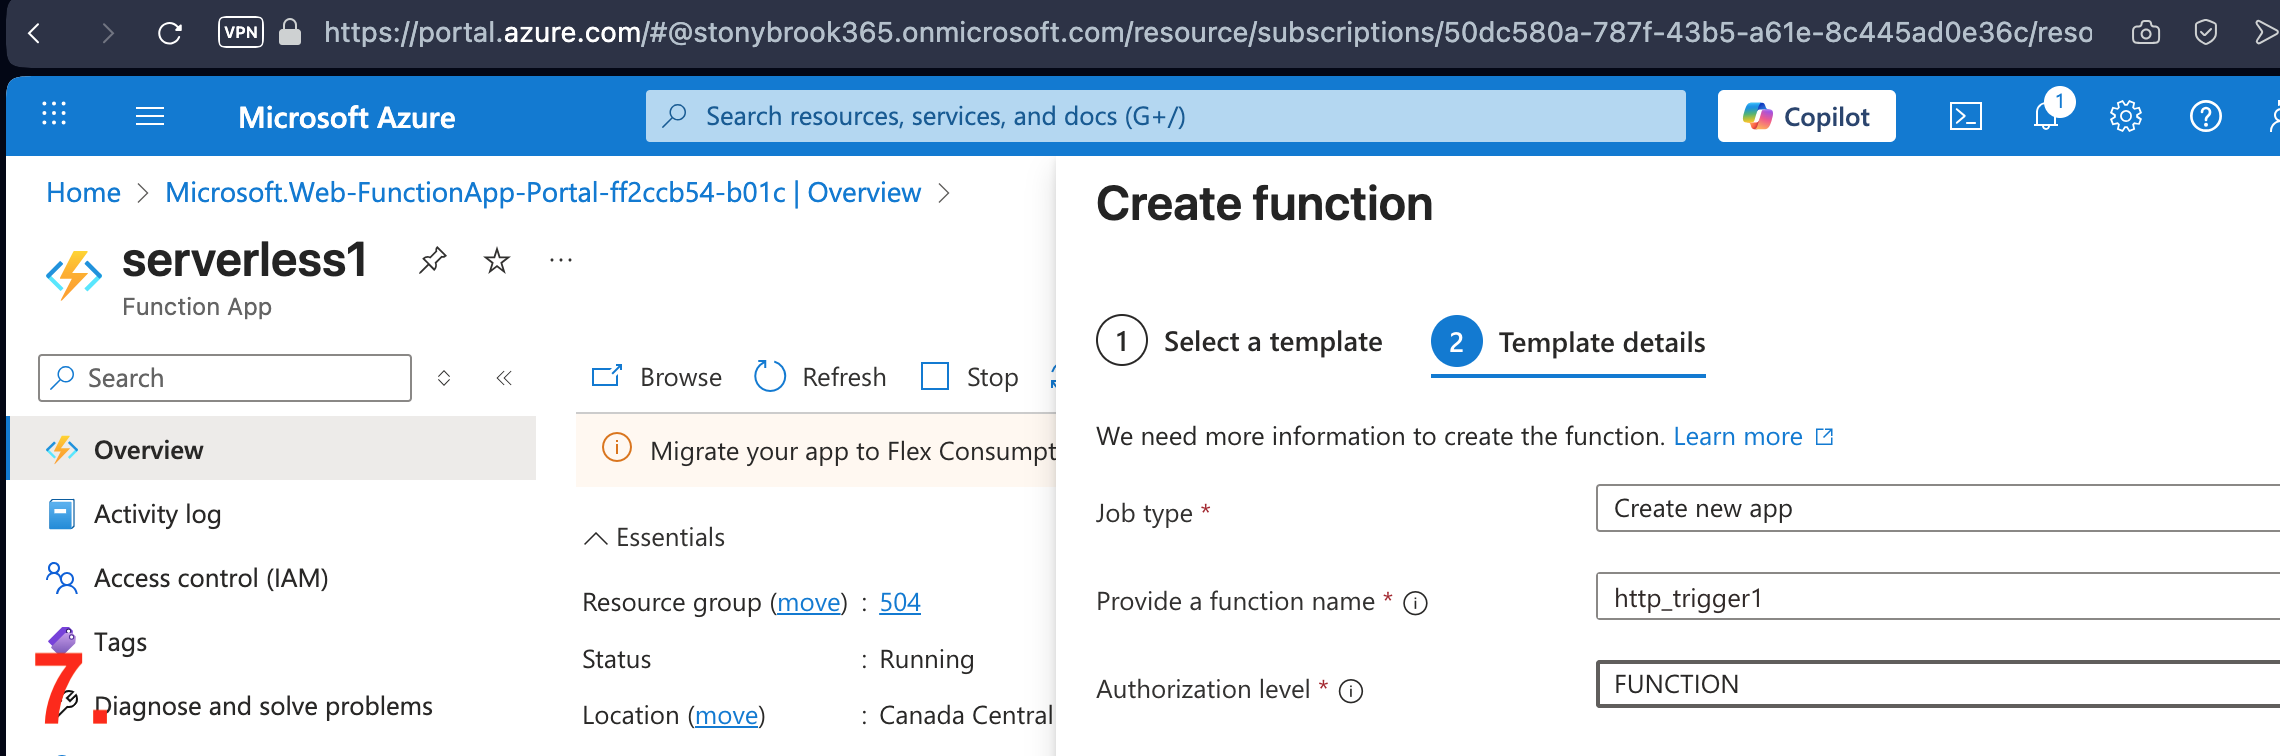 VPN https://portal.azure.com/#@stonybrook365.onmicrosoft.com/resource/subscriptions/50dc580a-787f-43b5-a61e-8c445ad0e36c/reso
Microsoft Azure
Search resources, services, and docs (G+/)
Copilot
1
Home > Microsoft.Web-FunctionApp-Portal-ff2ccb54-b01c | Overview >
serverless1
...
Function App
Search
Overview
Activity log
Access control (IAM)
Tags
7.
Diagnose and solve problems
Browse
Refresh
Stop
Migrate your app to Flex Consumpt
Essentials
Resource group (move) : 504
Status : Running
Location (move) : Canada Central
Create function
1 Select a template
2 Template details
We need more information to create the function. Learn more
Job type * Create new app
Provide a function name * http_trigger1
Authorization level * FUNCTION